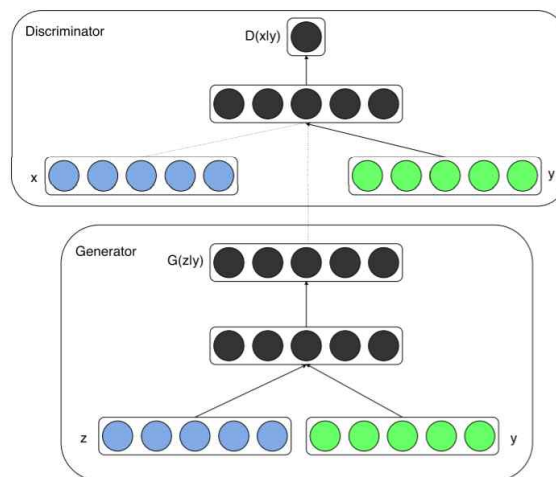 Discriminator
D(x|y)
x
y
Generator
G(z|y)
z
y